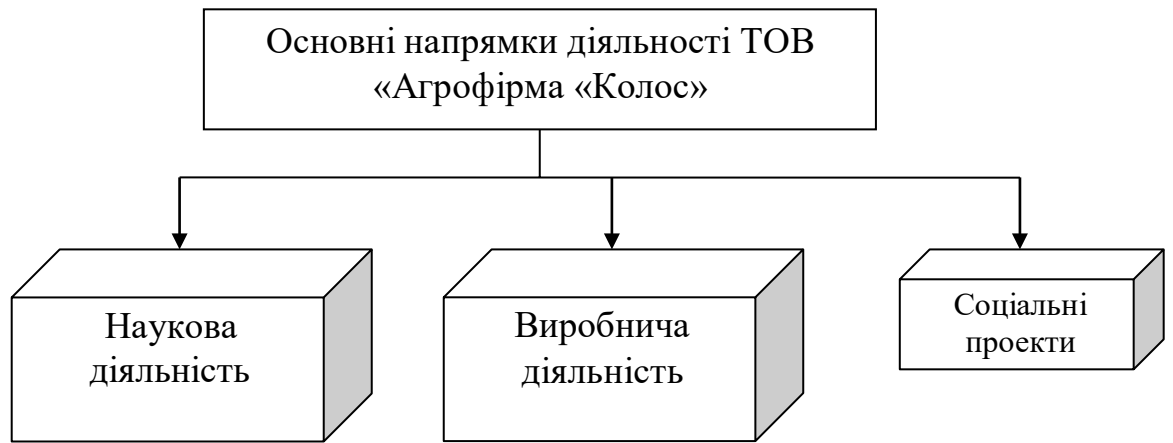 Основні напрямки діяльності ТОВ
«Агрофірма «Колос»
Наукова
діяльність
Виробнича
діяльність
Соціальні
проекти